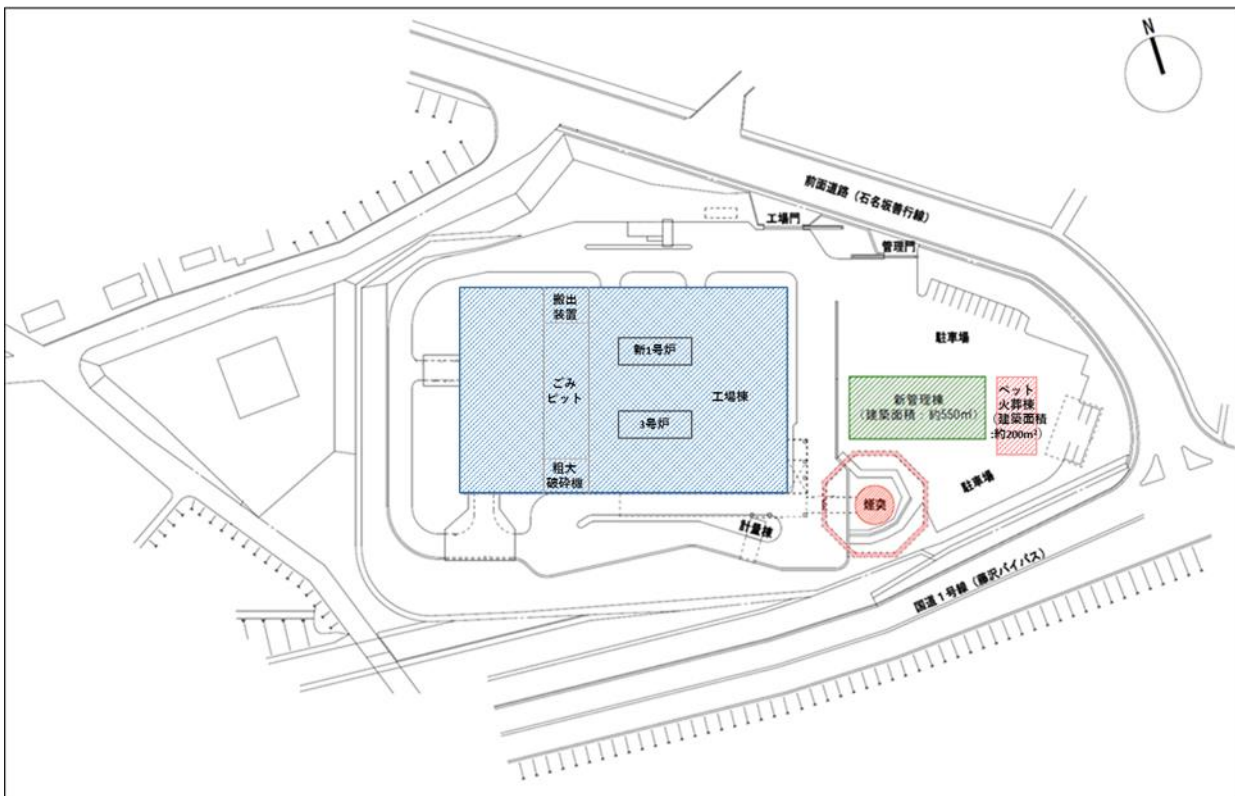 N
前面道路（石名坂善行線）
工場門
管理門
搬出
装置
新1号炉
駐車場
ごみ
ピット
工場棟
新管理棟
（建築面積　約550㎡）
ペット
火葬棟
（建築面積
:約200m²）
3号炉
粗大
破砕機
駐車場
煙突
計量棟
国道１号線（藤沢バイパス）